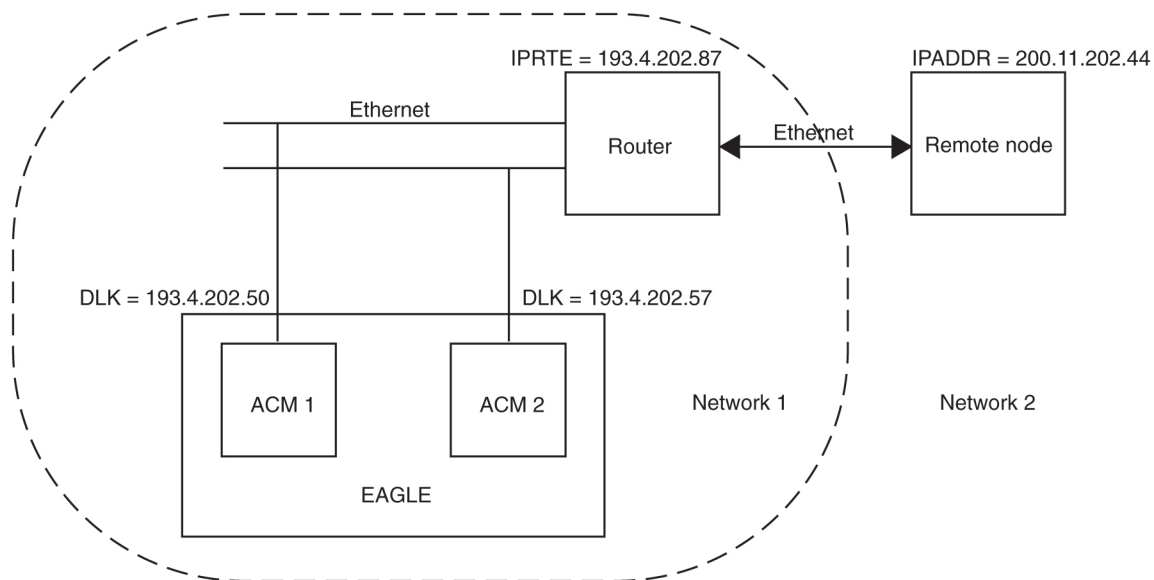 IPRTE = 193.4.202.87
IPADDR = 200.11.202.44
Ethernet
Router
Ethernet
Remote node
DLK = 193.4.202.50
DLK = 193.4.202.57
ACM 1
ACM 2
Network 1
Network 2
EAGLE